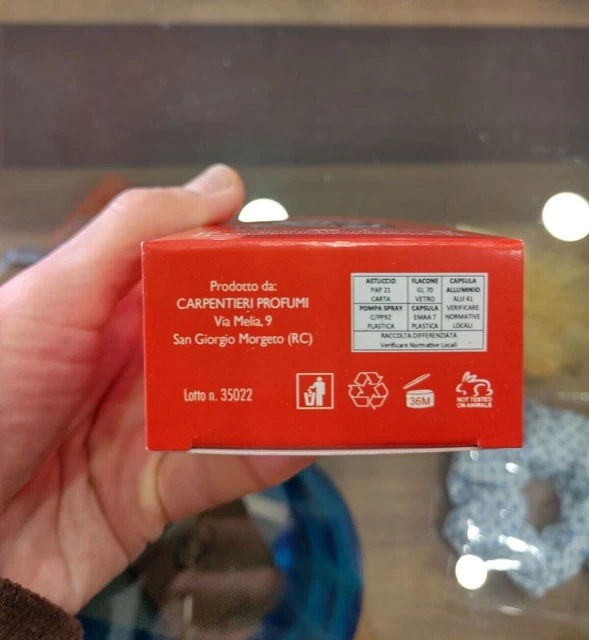 Prodotto da:
CARPENTIERI PROFUMI
Via Melia, 9
San Giorgio Morgeto (RC)
Lotto n. 35022
ASTUCCIO
PAP 21
CARTA
FLACONE
GL 70
VETRO
CAPSULA
ALLUMINIO
ALU 41
VERIFICARE
NORMATIVE
LOCALI
POMPA SPRAY
C/PP92
PLASTICA
CAPSULA
EMAA 7
PLASTICA
RACCOLTA DIFFERENZIATA
Verificare Normative Locali
36M
NOT TESTED
ON ANIMALS